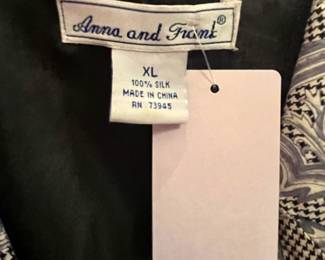 Anna and Frank®
XL
100% SILK
MADE IN CHINA
RN 73945